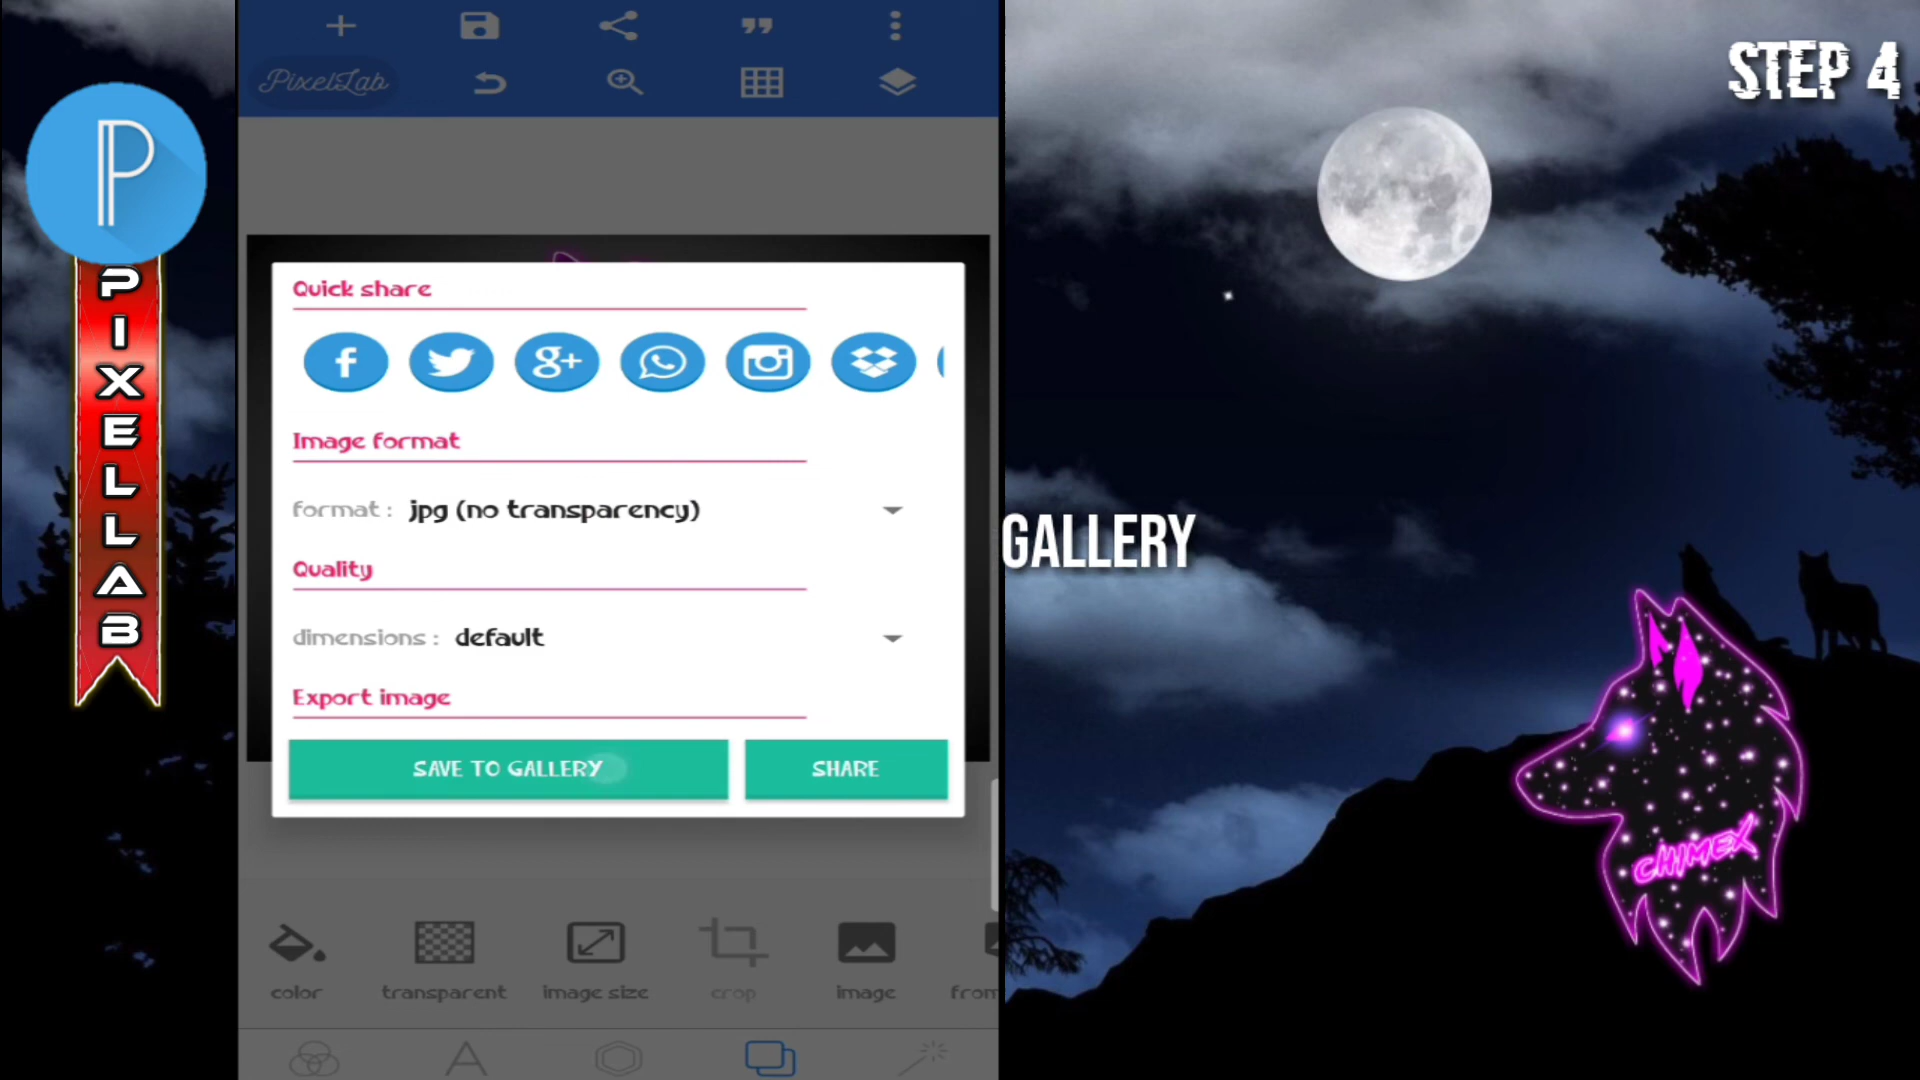 STEP 4
PixelLab
PIXELLAB
Quick share
Image format
format : jpg (no transparency)
Quality
dimensions : default
Export image
SAVE TO GALLERY
SHARE
GALLERY
CHIMEX
color
transparent
image size
crop
image
from